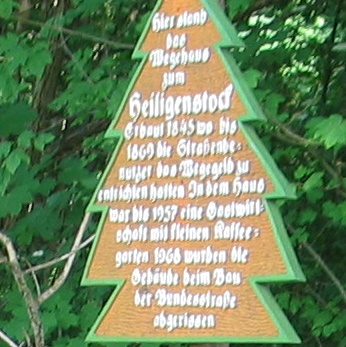 Hier stand
das
Wegehaus
zum
Heiligenstock
Erbaut 1845 wo bis
1869 die Straßenbe=
nutzer das Wegegeld zu
entrichten hatten In dem Haus
war bis 1957 eine Gastwirt=
schaft mit kleinen Kaffee=
garten 1968 wurden die
Gebäude beim Bau
der Bundesstraße
abgerissen